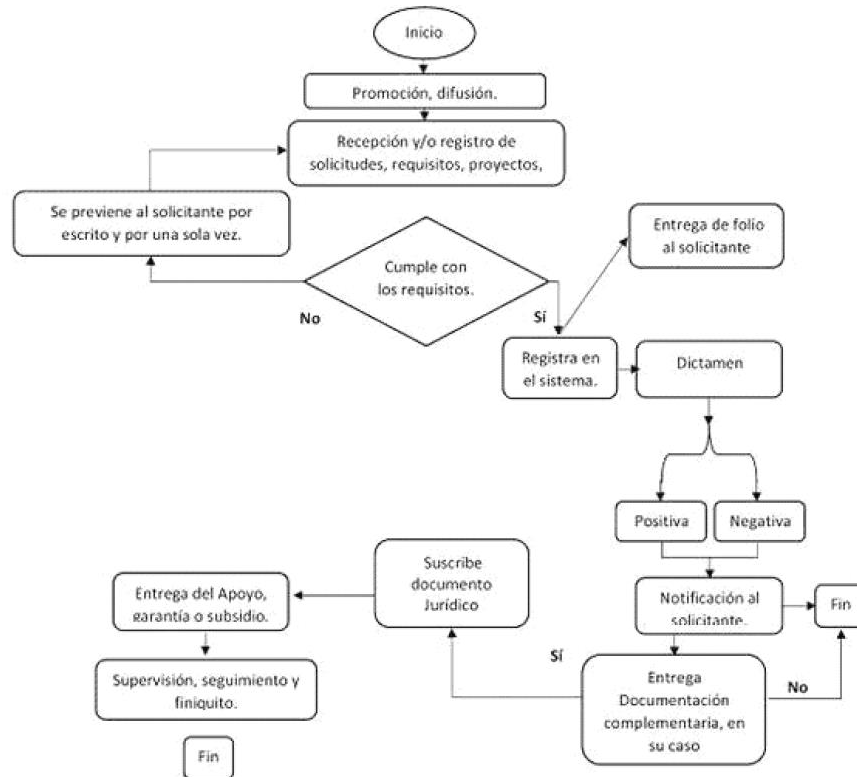 Inicio
Promoción, difusión.
Recepción y/o registro de
solicitudes, requisitos, proyectos,
Se previene al solicitante por
escrito y por una sola vez.
Entrega de folio
al solicitante
Cumple con
los requisitos.
No
Sí
Registra en
el sistema.
Dictamen
Positiva
Negativa
Suscribe
documento
Jurídico
Entrega del Apoyo,
garantía o subsidio.
Notificación al
solicitante.
Fin
Sí
Entrega
Documentación
complementaria, en
su caso
No
Supervisión, seguimiento y
finiquito.
Fin